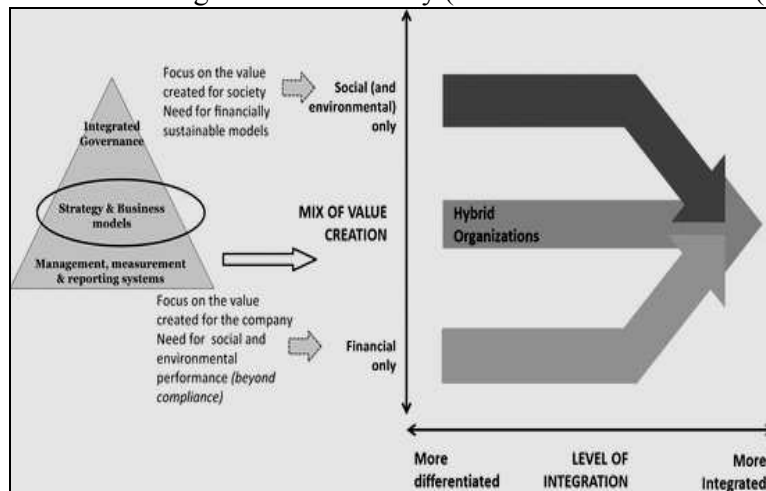 Focus on the value
created for society
Need for financially
sustainable models
Social (and
environmental)
only
Integrated
Governance
Strategy & Business
models
Management, measurement
& reporting systems
MIX OF VALUE
CREATION
Hybrid
Organizations
Focus on the value
created for the company
Need for social and
environmental
performance (beyond
compliance)
Financial
only
More
differentiated
LEVEL OF
INTEGRATION
More
Integrated